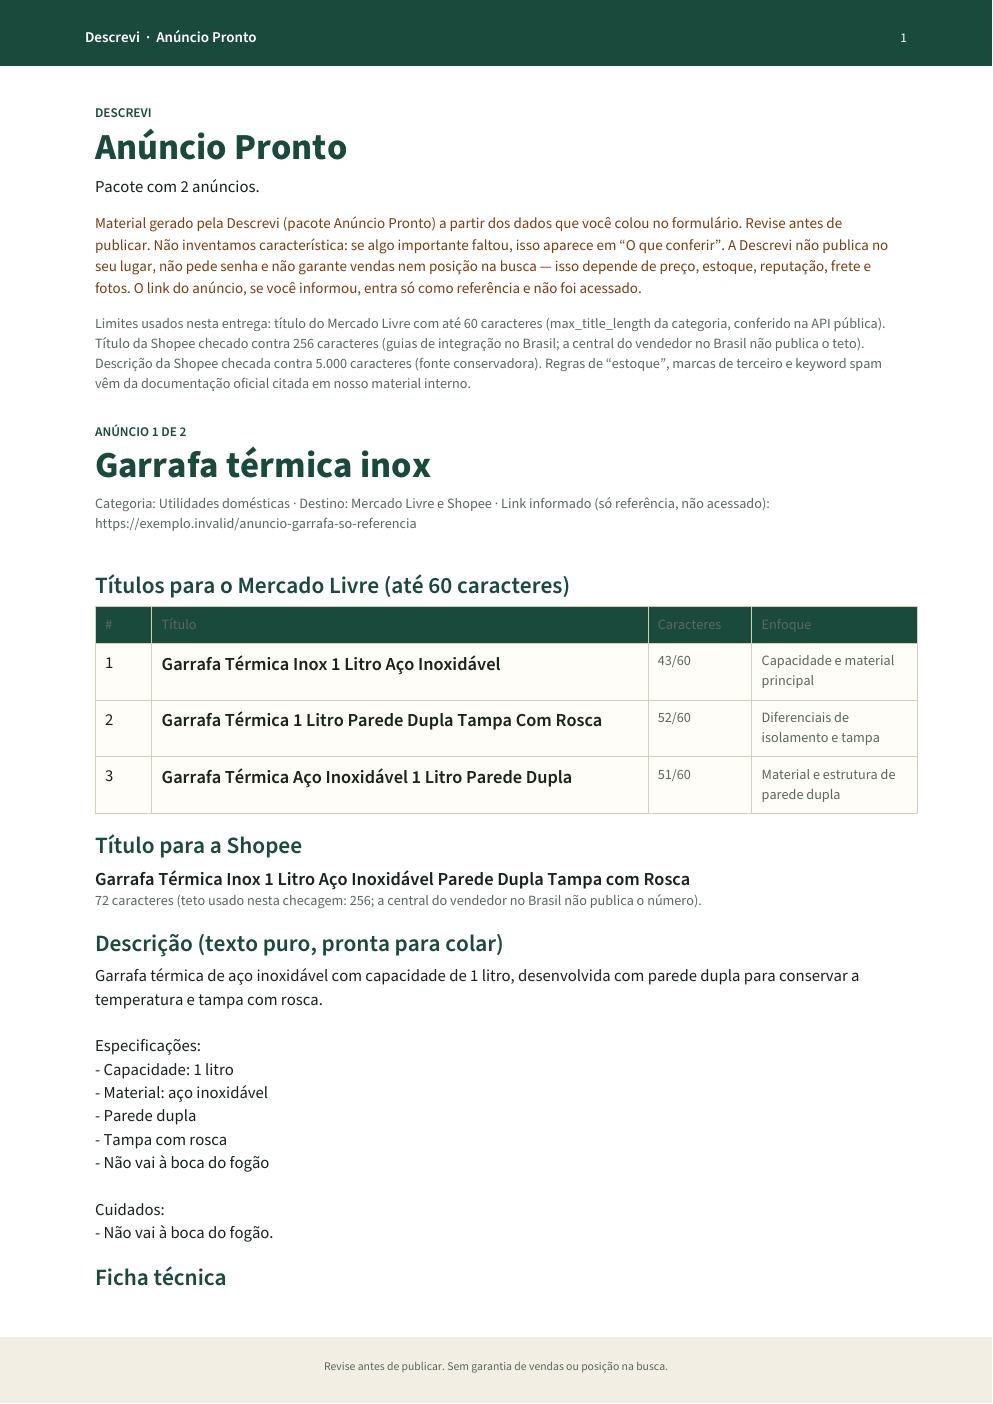 Descrevi · Anúncio Pronto
1
DESCREVI
Anúncio Pronto
Pacote com 2 anúncios.
Material gerado pela Descrevi (pacote Anúncio Pronto) a partir dos dados que você colou no formulário. Revise antes de
publicar. Não inventamos característica: se algo importante faltou, isso aparece em “O que conferir”. A Descrevi não publica no
seu lugar, não pede senha e não garante vendas nem posição na busca — isso depende de preço, estoque, reputação, frete e
fotos. O link do anúncio, se você informou, entra só como referência e não foi acessado.
Limites usados nesta entrega: título do Mercado Livre com até 60 caracteres (max_title_length da categoria, conferido na API pública).
Título da Shopee checado contra 256 caracteres (guias de integração no Brasil; a central do vendedor no Brasil não publica o teto).
Descrição da Shopee checada contra 5.000 caracteres (fonte conservadora). Regras de “estoque”, marcas de terceiro e keyword spam
vêm da documentação oficial citada em nosso material interno.
ANÚNCIO 1 DE 2
Garrafa térmica inox
Categoria: Utilidades domésticas · Destino: Mercado Livre e Shopee · Link informado (só referência, não acessado):
https://exemplo.invalid/anuncio-garrafa-so-referencia
Títulos para o Mercado Livre (até 60 caracteres)
# Título Caracteres Enfoque
1 Garrafa Térmica Inox 1 Litro Aço Inoxidável 43/60 Capacidade e material
principal
2 Garrafa Térmica 1 Litro Parede Dupla Tampa Com Rosca 52/60 Diferenciais de
isolamento e tampa
3 Garrafa Térmica Aço Inoxidável 1 Litro Parede Dupla 51/60 Material e estrutura de
parede dupla
Título para a Shopee
Garrafa Térmica Inox 1 Litro Aço Inoxidável Parede Dupla Tampa com Rosca
72 caracteres (teto usado nesta checagem: 256; a central do vendedor no Brasil não publica o número).
Descrição (texto puro, pronta para colar)
Garrafa térmica de aço inoxidável com capacidade de 1 litro, desenvolvida com parede dupla para conservar a
temperatura e tampa com rosca.
Especificações:
- Capacidade: 1 litro
- Material: aço inoxidável
- Parede dupla
- Tampa com rosca
- Não vai à boca do fogão
Cuidados:
- Não vai à boca do fogão.
Ficha técnica
Revise antes de publicar. Sem garantia de vendas ou posição na busca.